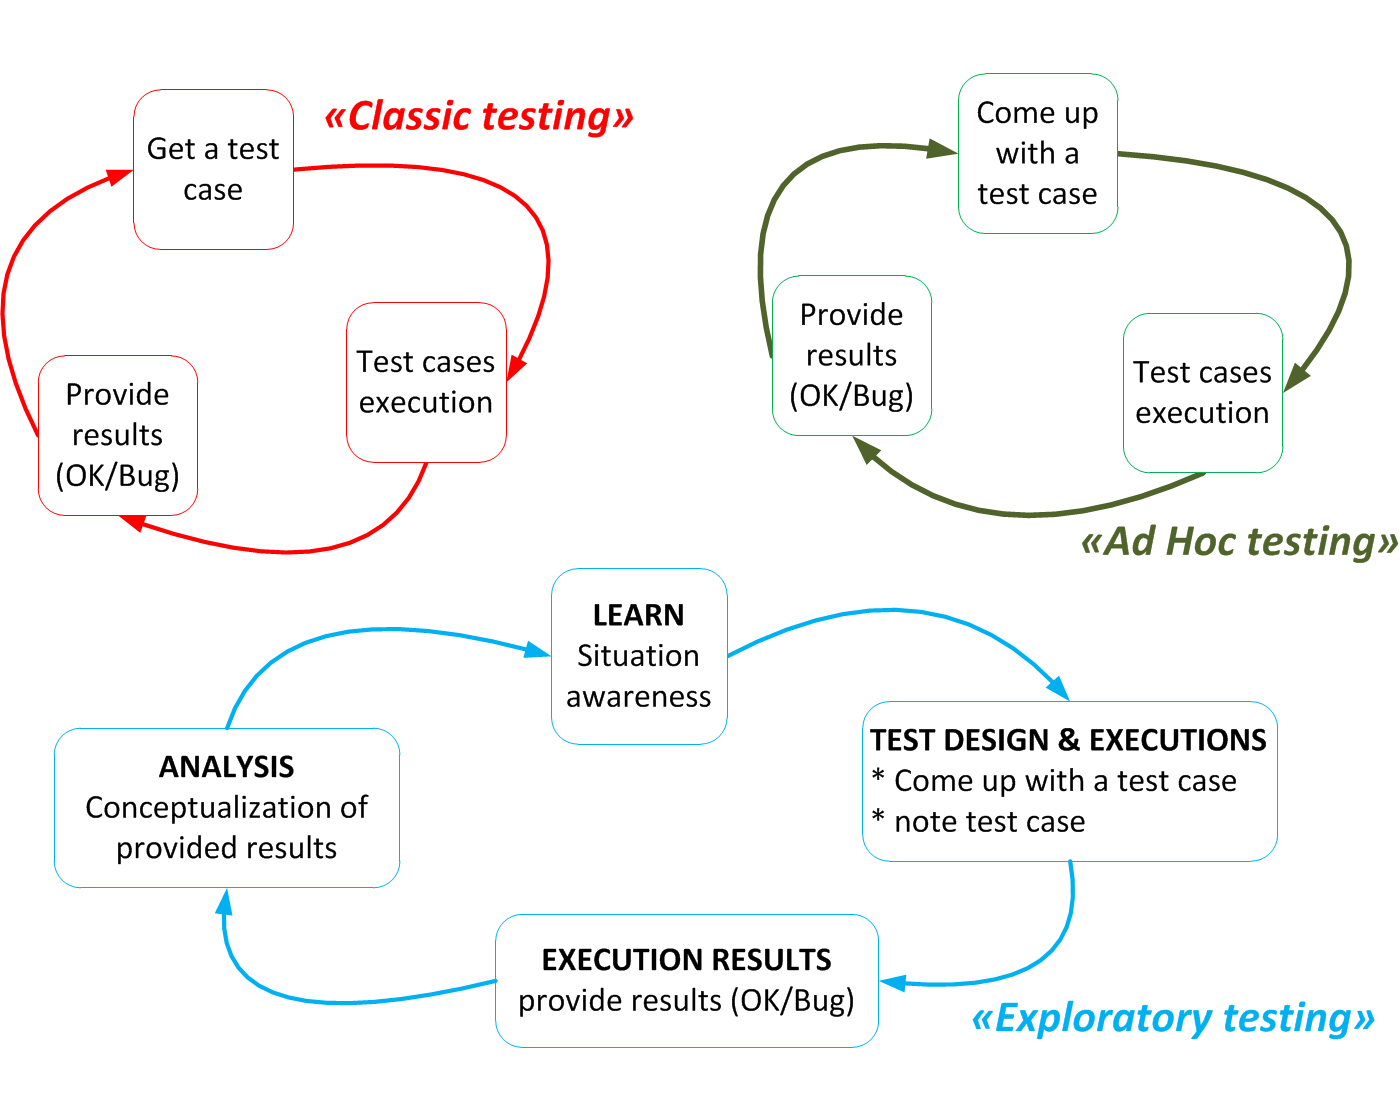 «Classic testing»
Get a test
case
Test cases
execution
Provide
results
(OK/Bug)
Come up
with a
test case
Test cases
execution
Provide
results
(OK/Bug)
«Ad Hoc testing»
LEARN
Situation
awareness
TEST DESIGN & EXECUTIONS
* Come up with a test case
* note test case
EXECUTION RESULTS
provide results (OK/Bug)
ANALYSIS
Conceptualization of
provided results
«Exploratory testing»